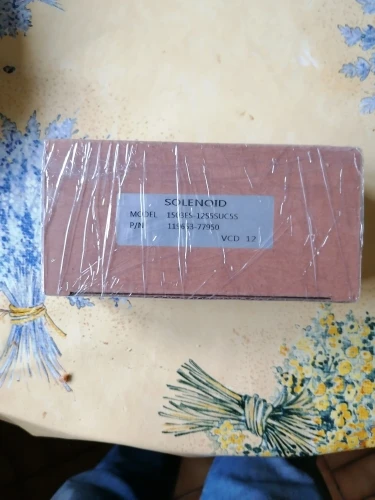 SOLENOID
MODEL 1503ES-12S5SUC5S
P/N 119653-77950
VCD 12